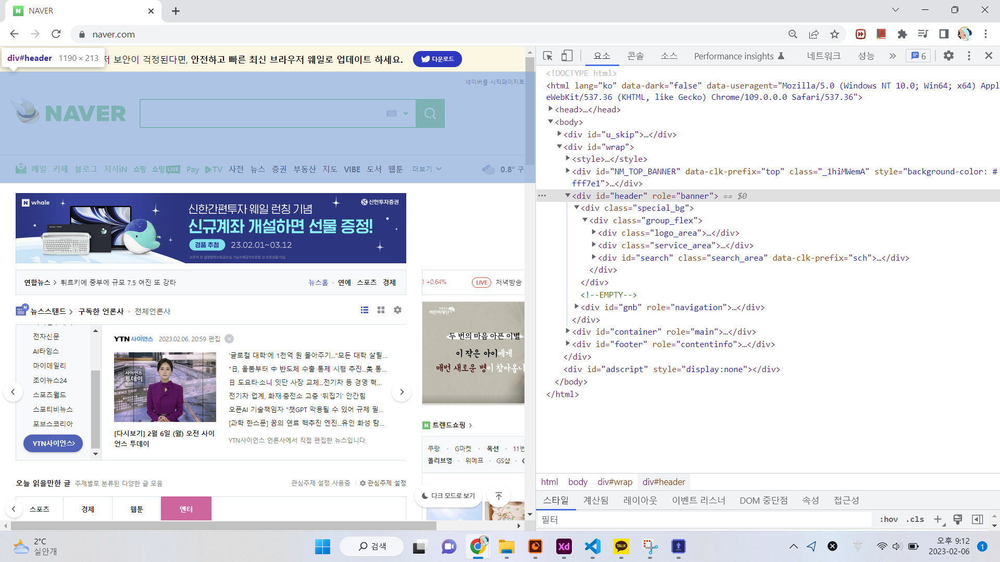 NAVER
naver.com
div#header 1190 × 213
저 보안이 걱정된다면, 안전하고 빠른 최신 브라우저 웨일로 업데이트 하세요. 다운로드
네이버를 시작페이지로
NAVER
메일 카페 블로그 지식iN 쇼핑 쇼핑LIVE Pay TV 사전 뉴스 증권 부동산 지도 VIBE 도서 웹툰 더보기 0.8° 구
N whale
신한투자증권
신한간편투자 웨일 런칭 기념
신규계좌 개설하면 선물 증정!
경품 추첨 23.02.01~03.12
연합뉴스 튀르키예 중부에 규모 7.5 여진 또 강타 뉴스홈 연예 스포츠 경제
+0.64% LIVE 저녁방송
뉴스스탠드 구독한 언론사 전체언론사
전자신문
AI타임스
마이데일리
조이뉴스24
스포츠월드
스포티비뉴스
포브스코리아
YTN사이언스
YTN 사이언스 2023.02.06. 20:59 편집
사이언스
투데이
SCIENCE TODAY
[다시보기] 2월 6일 (월) 오전 사이
언스 투데이
'글로컬 대학'에 1천억 원 몰아주기..."모든 대학 살릴...
"日, 올봄부터 中 반도체 수출 통제 시행 추진...美 통...
日 도요타·소니 잇단 사장 교체...전기차 등 경영 혁...
전기차 업계, 화재·충전소 고충 '뒤집기' 안간힘
오픈AI 기술책임자 "챗GPT 악용될 수 있어 규제 필...
[과학 한스푼] 꿈의 연료 핵추진 엔진...유인 화성 탐...
YTN사이언스 언론사에서 직접 편집한 뉴스입니다.
어린이재단
두 번의 마음 아픈 이별
이 작은 아이에게
매번 새로운 병이 찾아옵니
트렌드쇼핑
쿠팡 G마켓 옥션 11번
올리브영 위메프 GS샵
오늘 읽을만한 글 주제별로 분류된 다양한 글 모음 관심주제 설정 사용중 관심주제 설정
다크 모드로 보기
스포츠 경제 웹툰 엔터
요소 콘솔 소스 Performance insights 네트워크 성능 » 6
<!DOCTYPE html>
<html lang="ko" data-dark="false" data-useragent="Mozilla/5.0 (Windows NT 10.0; Win64; x64) Appl
eWebKit/537.36 (KHTML, like Gecko) Chrome/109.0.0.0 Safari/537.36">
<head>…</head>
<body>
<div id="u_skip">…</div>
<div id="wrap">
<style>…</style>
<div id="NM_TOP_BANNER" data-clk-prefix="top" class="_1hiMWemA" style="background-color: #
fff7e1">…</div>
<div id="header" role="banner"> == $0
<div class="special_bg">
<div class="group_flex">
<div class="logo_area">…</div>
<div class="service_area">…</div>
<div id="search" class="search_area" data-clk-prefix="sch">…</div>
</div>
</div>
<!--EMPTY-->
<div id="gnb" role="navigation">…</div>
</div>
<div id="container" role="main">…</div>
<div id="footer" role="contentinfo">…</div>
</div>
<div id="adscript" style="display:none"></div>
</body>
</html>
html body div#wrap div#header
스타일 계산됨 레이아웃 이벤트 리스너 DOM 중단점 속성 접근성
필터 :hov .cls
2°C
실안개
검색
Xd
TALK
오후 9:12
2023-02-06
1